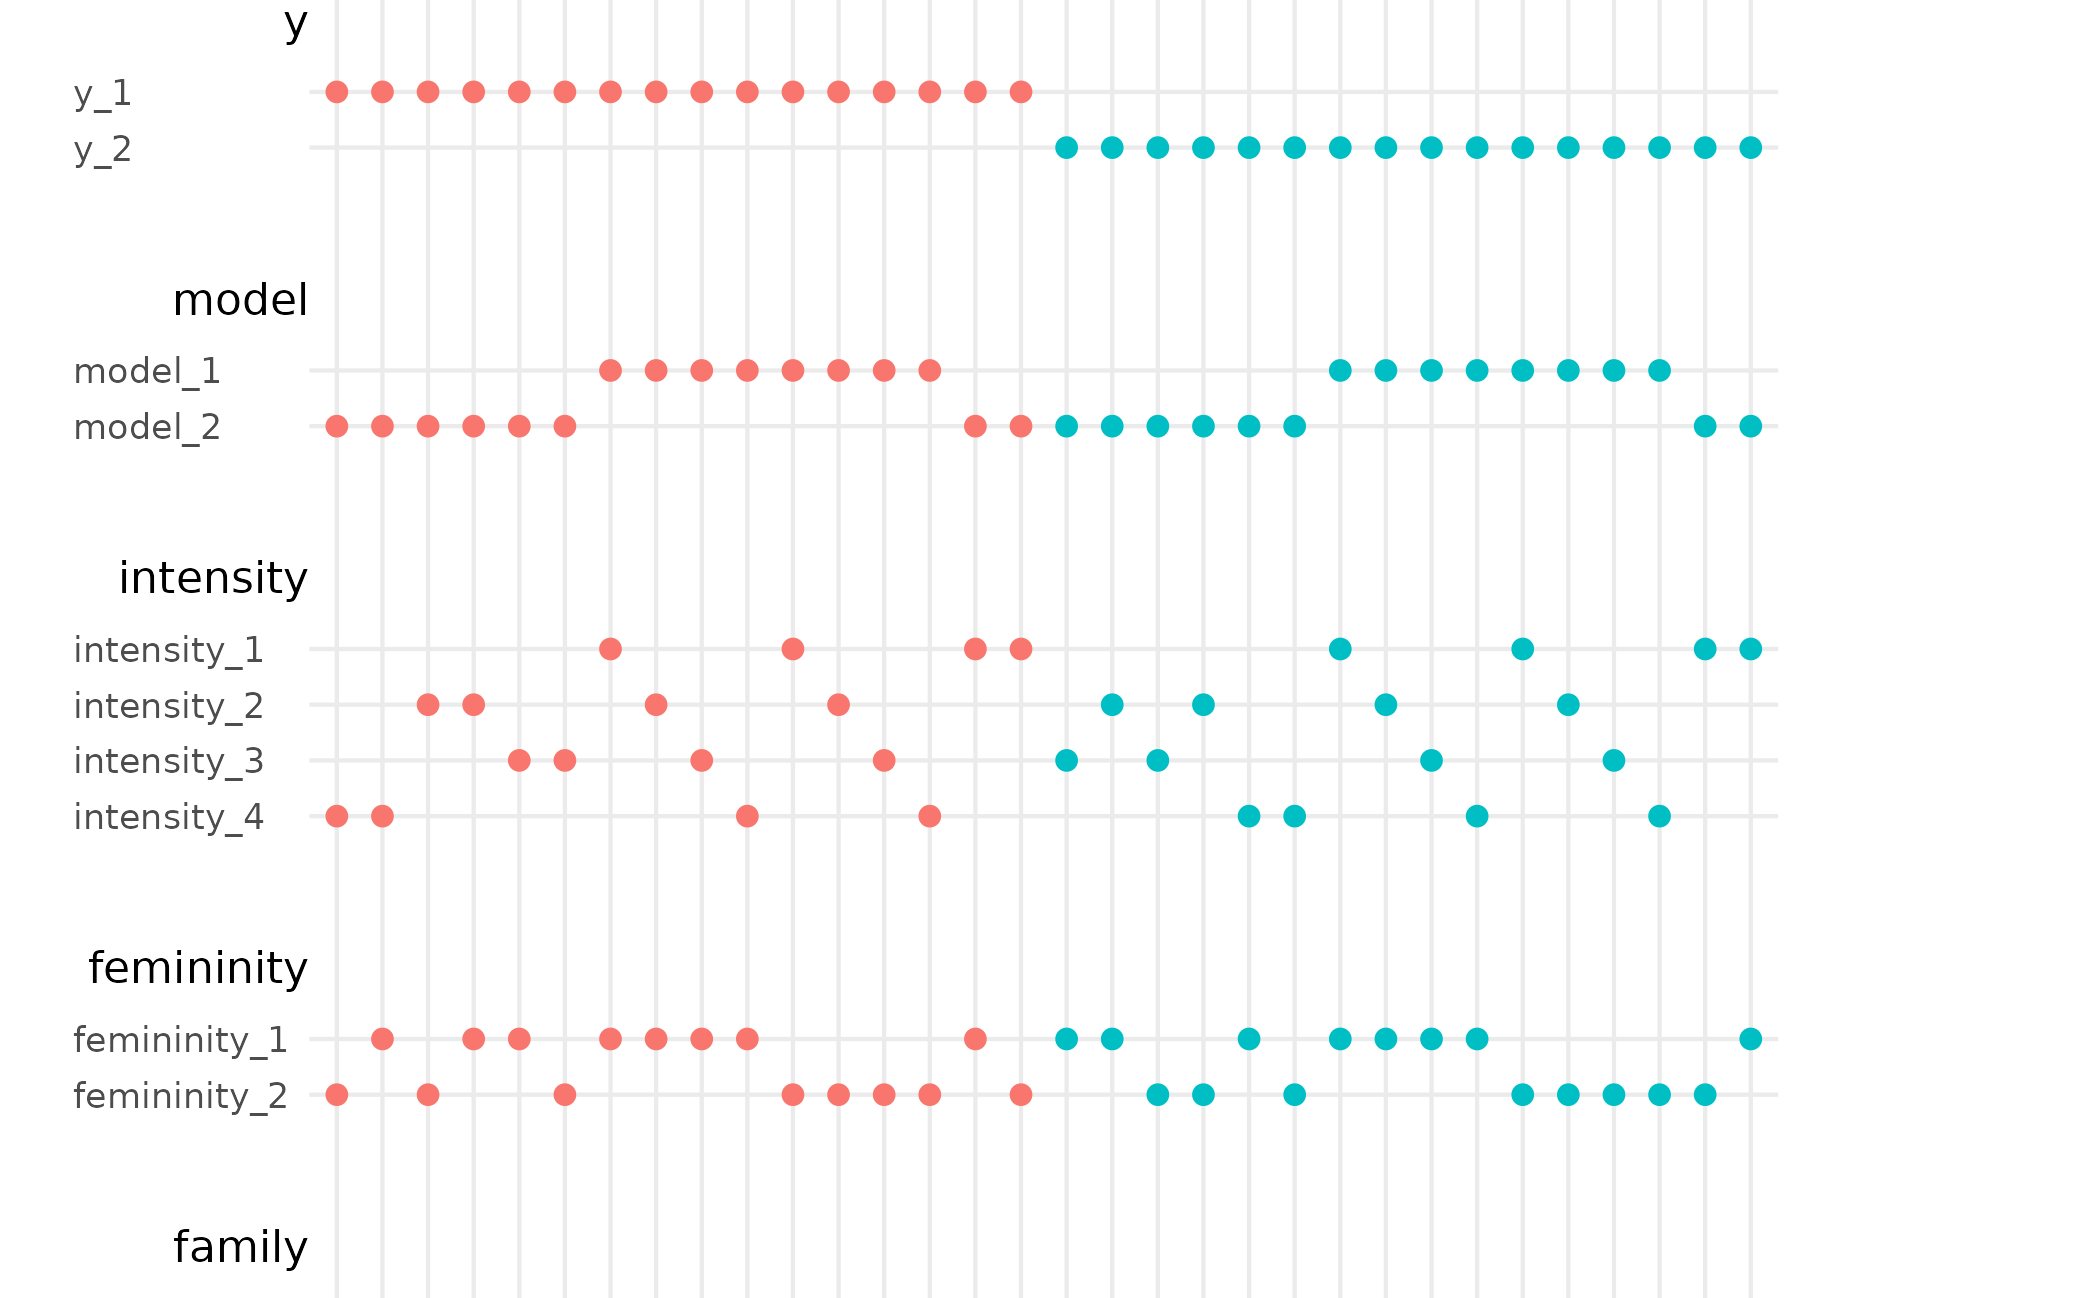 y
y_1
y_2
model
model_1
model_2
intensity
intensity_1
intensity_2
intensity_3
intensity_4
femininity
femininity_1
femininity_2
family